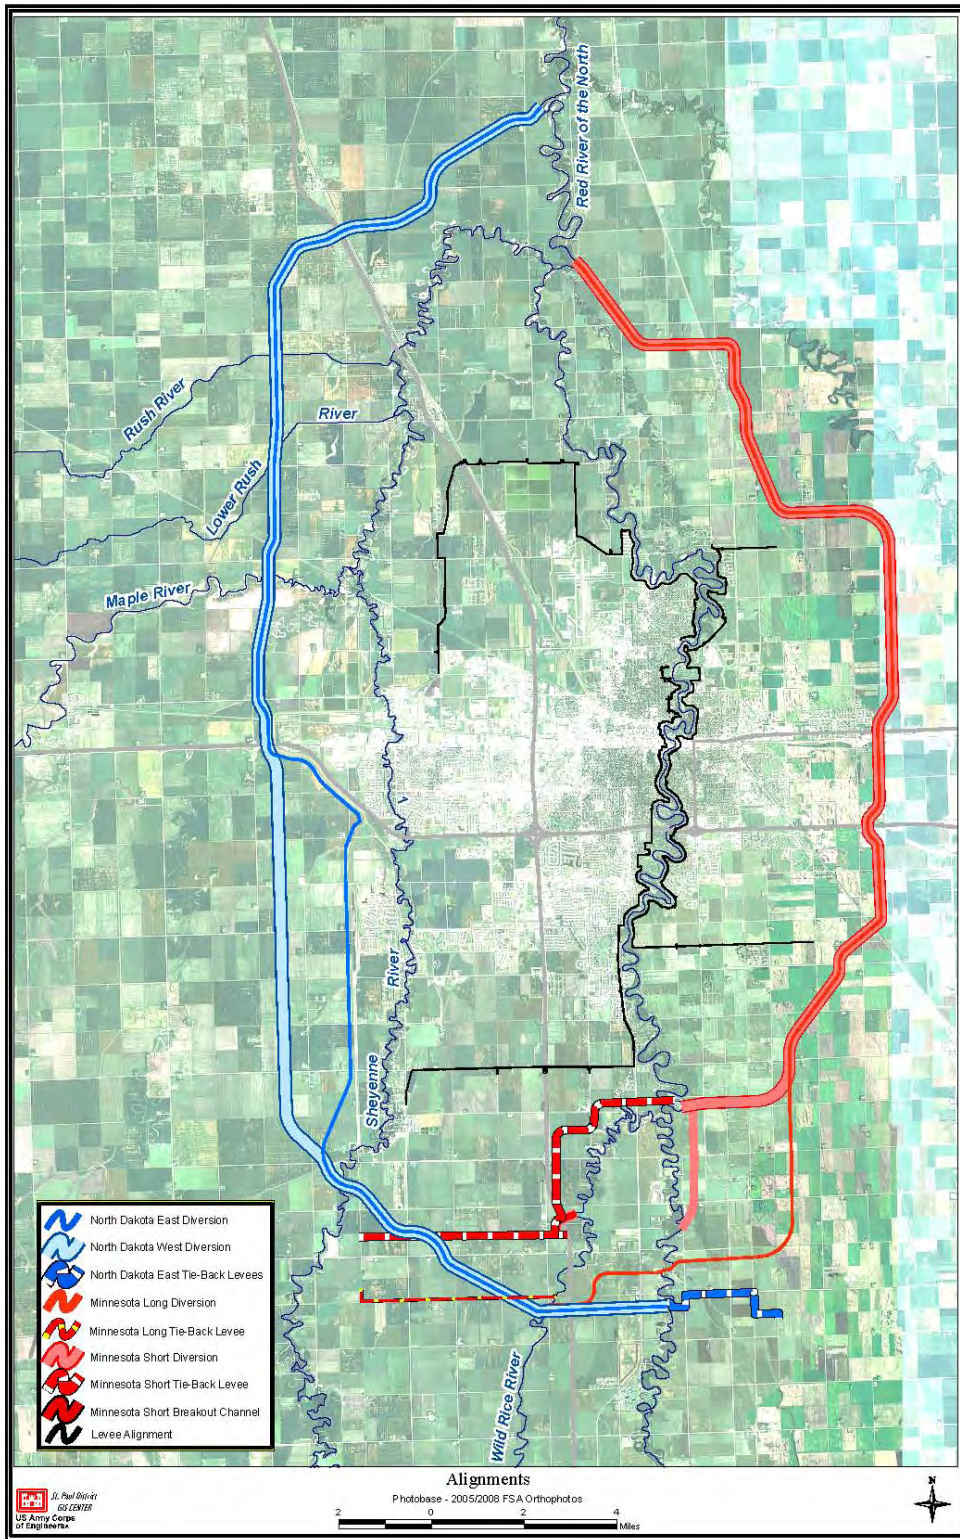 Red River of the North
Rush River
River
Lower Rush
Maple River
River
Sheyenne
Wild Rice River
North Dakota East Diversion
North Dakota West Diversion
North Dakota East Tie-Back Levees
Minnesota Long Diversion
Minnesota Long Tie-Back Levee
Minnesota Short Diversion
Minnesota Short Tie-Back Levee
Minnesota Short Breakout Channel
Levee Alignment
Alignments
Photobase - 2005/2008 FSA Orthophotos
2 0 2 4
Miles
N
St. Paul District
GIS CENTER
US Army Corps
of Engineers®